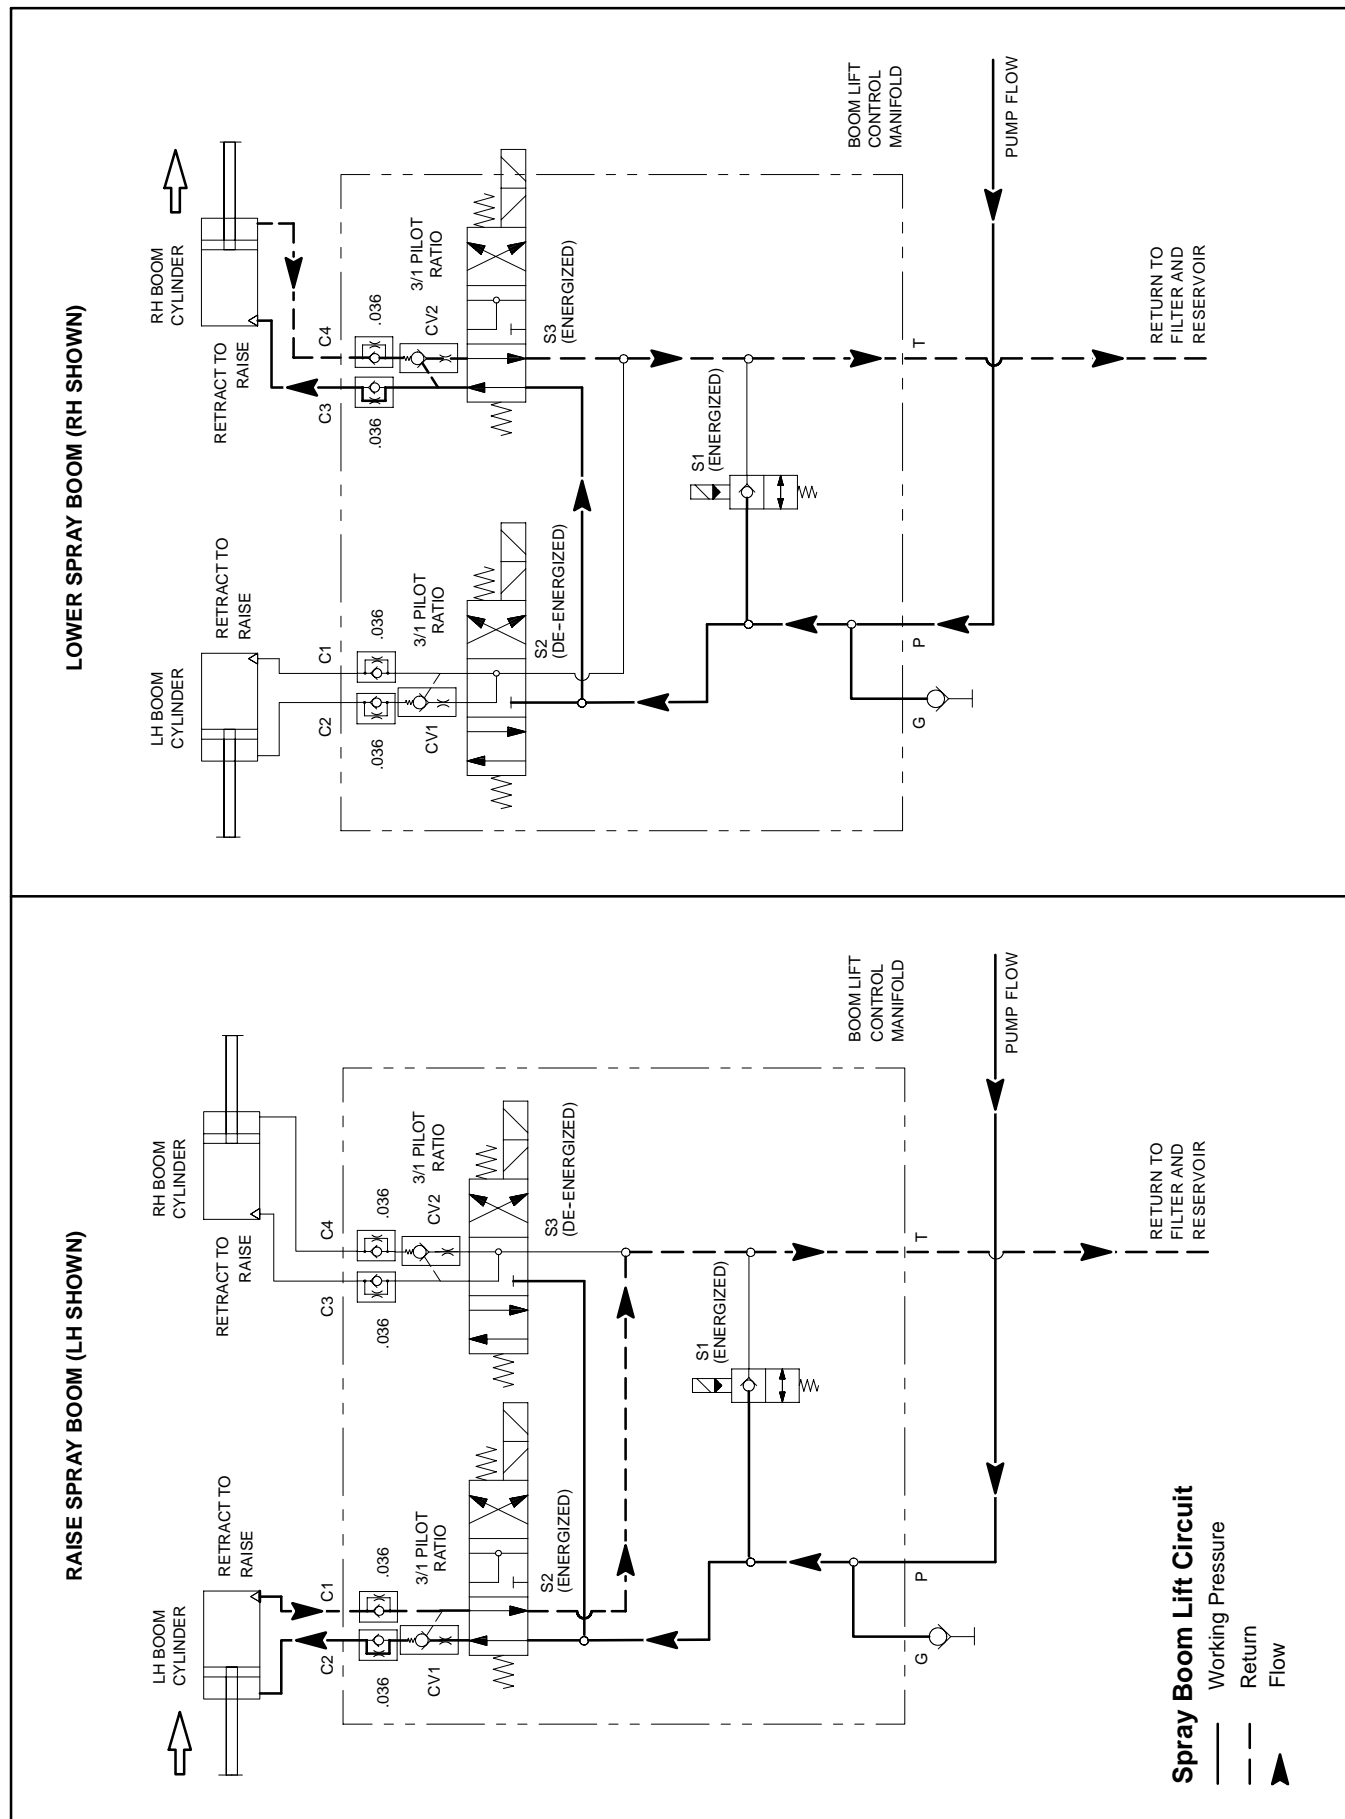 RAISE SPRAY BOOM (LH SHOWN)
LH BOOM
CYLINDER
RETRACT TO
RAISE
RETRACT TO
RAISE
RH BOOM
CYLINDER
C2
C1
C3
C4
.036
.036
.036
.036
CV1
3/1 PILOT
RATIO
CV2
3/1 PILOT
RATIO
S2
(ENERGIZED)
S3
(DE-ENERGIZED)
S1
(ENERGIZED)
BOOM LIFT
CONTROL
MANIFOLD
G
P
T
PUMP FLOW
RETURN TO
FILTER AND
RESERVOIR
Spray Boom Lift Circuit
Working Pressure
Return
Flow
LOWER SPRAY BOOM (RH SHOWN)
LH BOOM
CYLINDER
RETRACT TO
RAISE
RETRACT TO
RAISE
RH BOOM
CYLINDER
C2
C1
C3
C4
.036
.036
.036
.036
CV1
3/1 PILOT
RATIO
CV2
3/1 PILOT
RATIO
S2
(DE-ENERGIZED)
S3
(ENERGIZED)
S1
(ENERGIZED)
BOOM LIFT
CONTROL
MANIFOLD
G
P
T
PUMP FLOW
RETURN TO
FILTER AND
RESERVOIR